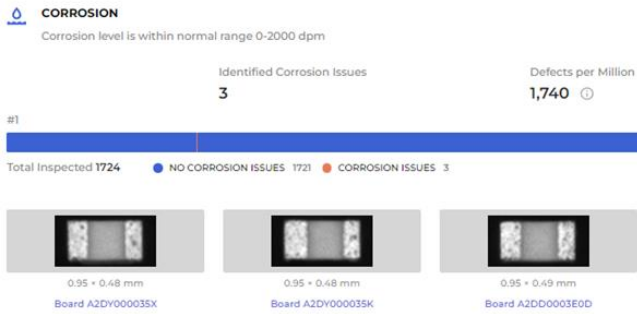 CORROSION
Corrosion level is within normal range 0-2000 dpm
Identified Corrosion Issues
3
Defects per Million
1,740
#1
Total Inspected 1724
NO CORROSION ISSUES 1721
CORROSION ISSUES 3
0.95 × 0.48 mm
0.95 × 0.48 mm
0.95 × 0.49 mm
Board A2DY000035X
Board A2DY000035K
Board A2DD0003E0D